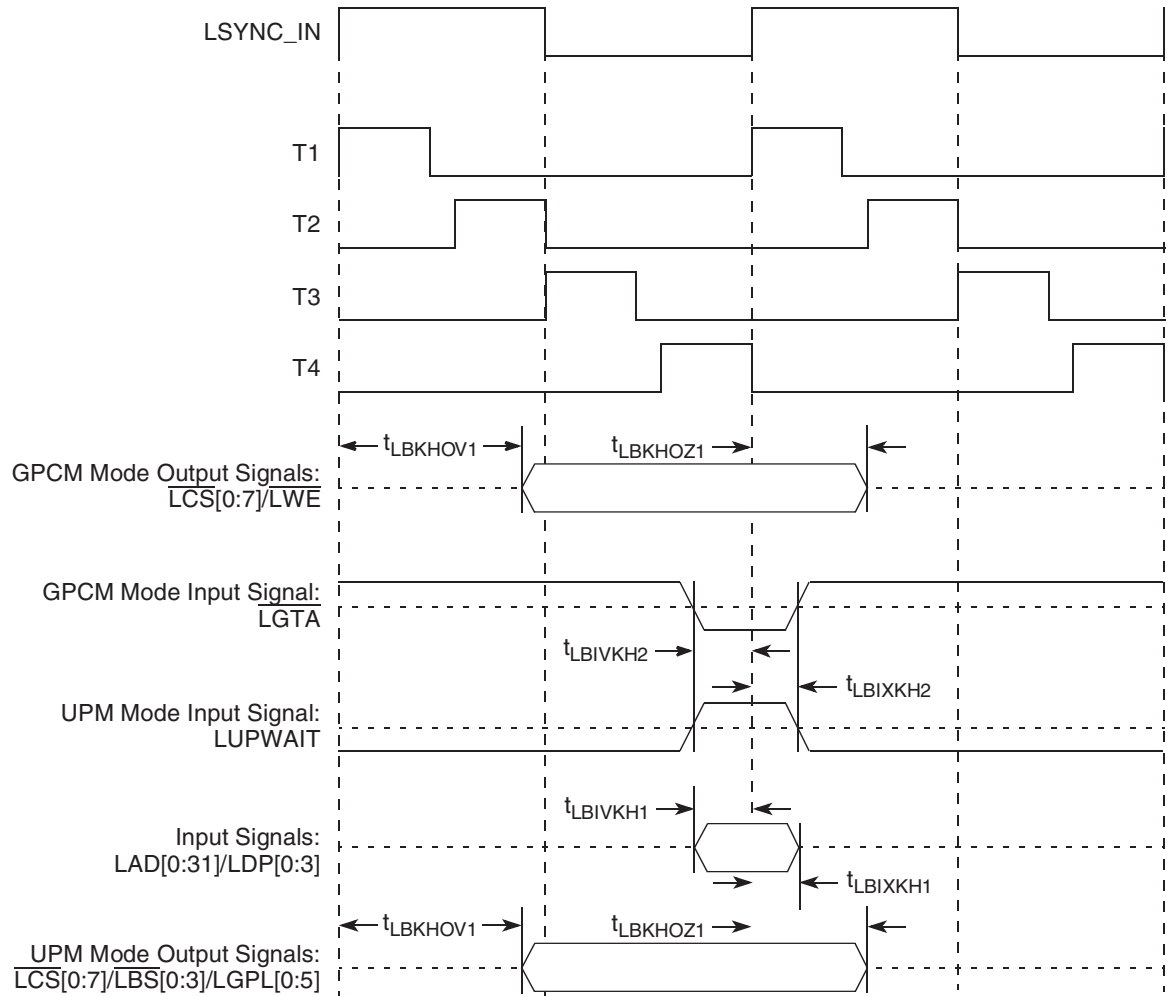 LSYNC_IN
T1
T2
T3
T4
tLBKHOV1
tLBKHOZ1
GPCM Mode Output Signals:
LCS[0:7]/LWE
GPCM Mode Input Signal:
LGTA
tLBIVKH2
tLBIXKH2
UPM Mode Input Signal:
LUPWAIT
tLBIVKH1
Input Signals:
LAD[0:31]/LDP[0:3]
tLBIXKH1
tLBKHOV1
tLBKHOZ1
UPM Mode Output Signals:
LCS[0:7]/LBS[0:3]/LGPL[0:5]